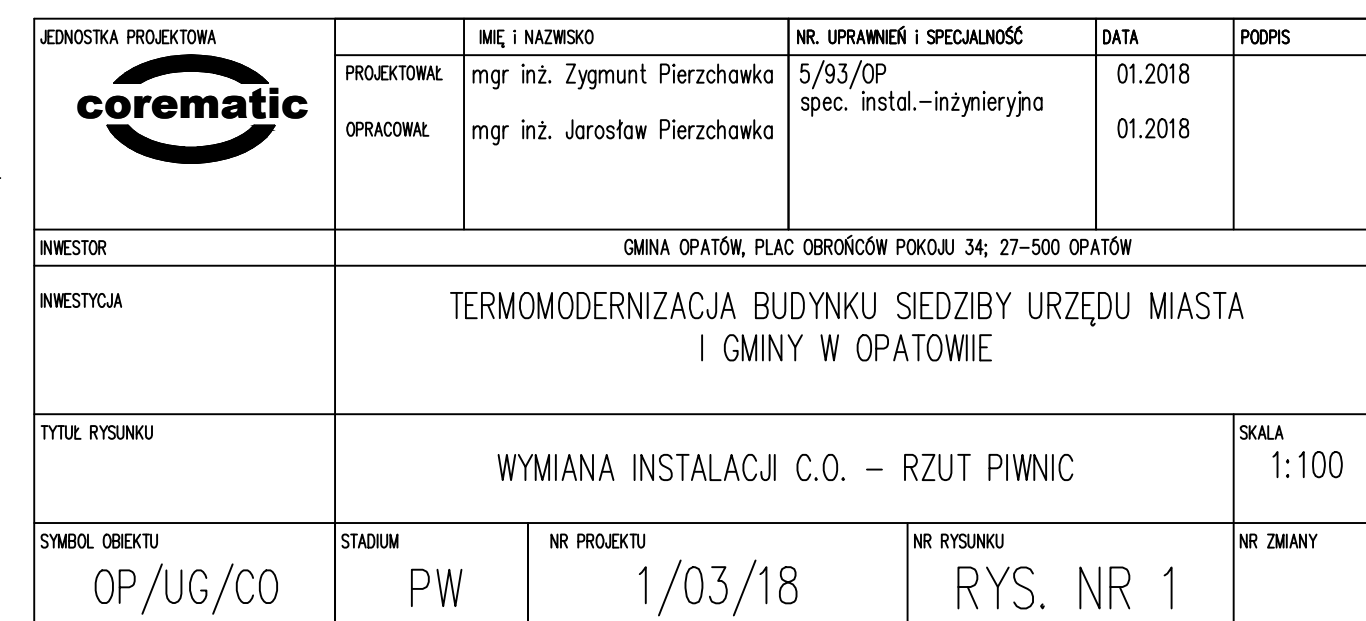 JEDNOSTKA PROJEKTOWA
corematic
IMIĘ i NAZWISKO
NR. UPRAWNIEŃ i SPECJALNOŚĆ
DATA
PODPIS
PROJEKTOWAŁ
mgr inż. Zygmunt Pierzchawka
5/93/OP
spec. instal.-inżynieryjna
01.2018
OPRACOWAŁ
mgr inż. Jarosław Pierzchawka
01.2018
INWESTOR
GMINA OPATÓW, PLAC OBROŃCÓW POKOJU 34; 27-500 OPATÓW
INWESTYCJA
TERMOMODERNIZACJA BUDYNKU SIEDZIBY URZĘDU MIASTA
I GMINY W OPATOWIIE
TYTUŁ RYSUNKU
WYMIANA INSTALACJI C.O. – RZUT PIWNIC
SKALA
1:100
SYMBOL OBIEKTU
OP/UG/CO
STADIUM
PW
NR PROJEKTU
1/03/18
NR RYSUNKU
RYS. NR 1
NR ZMIANY